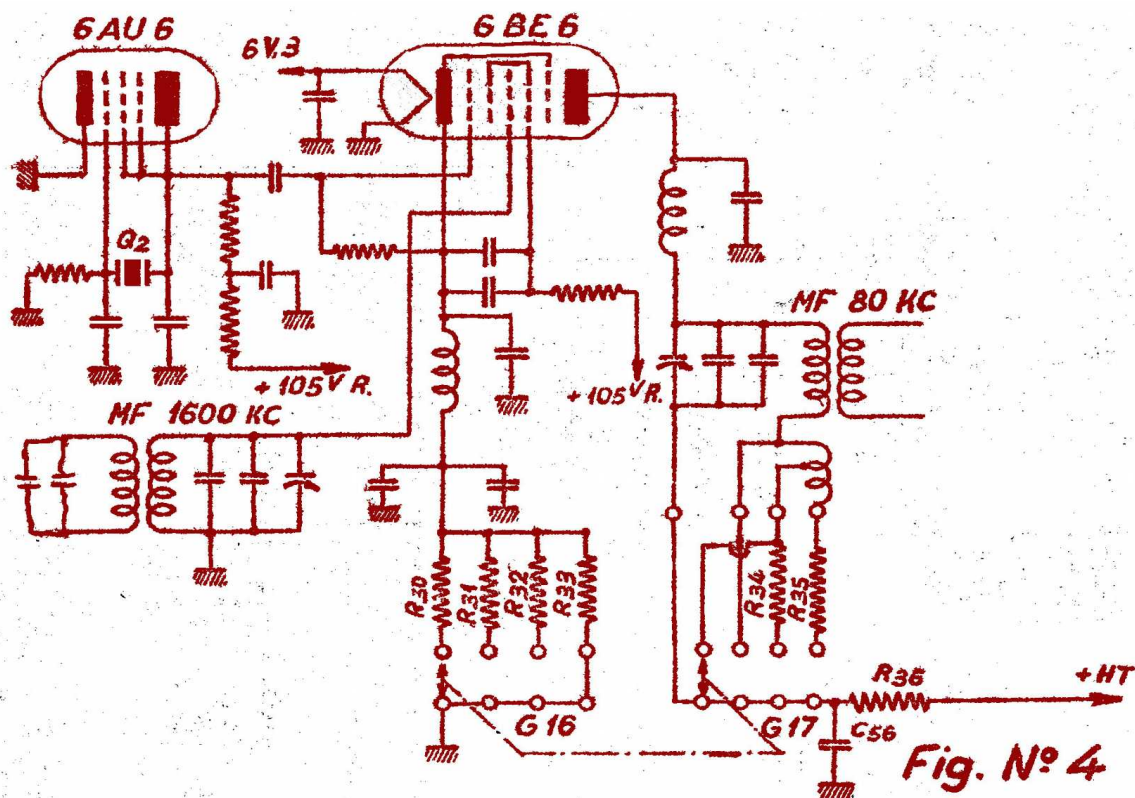 6AU6
6BE6
6V,3
Q2
MF 80 KC
+105V R.
+105V R.
MF 1600 KC
R30
R31
R32
R33
R34
R35
R36
+HT
G16
G17
C56
Fig. Nº 4